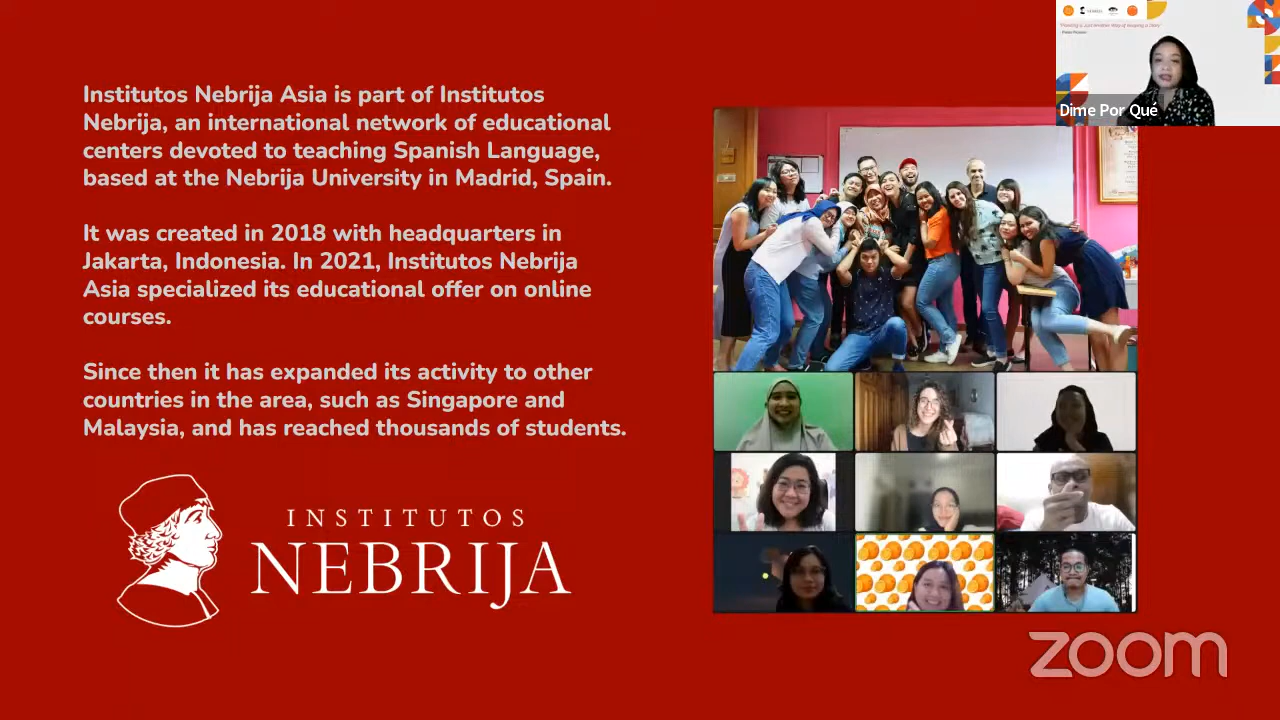 Institutos Nebrija Asia is part of Institutos
Nebrija, an international network of educational
centers devoted to teaching Spanish Language,
based at the Nebrija University in Madrid, Spain.
It was created in 2018 with headquarters in
Jakarta, Indonesia. In 2021, Institutos Nebrija
Asia specialized its educational offer on online
courses.
Since then it has expanded its activity to other
countries in the area, such as Singapore and
Malaysia, and has reached thousands of students.
INSTITUTOS
NEBRIJA
NEBRIJA
Dime Por Qué
zoom